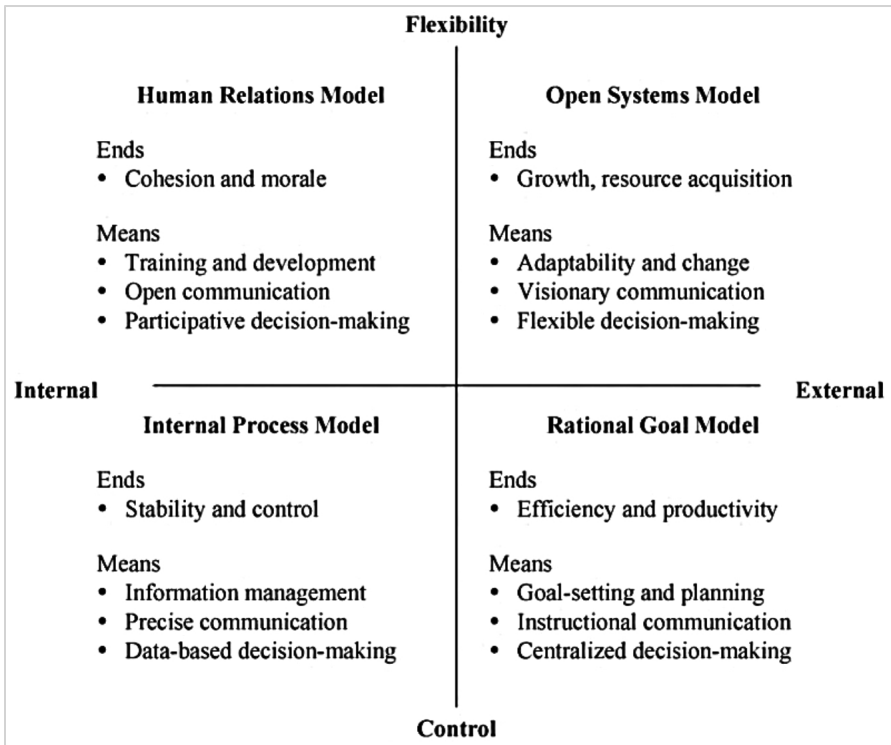 Flexibility
Human Relations Model
Ends
• Cohesion and morale
Means
• Training and development
• Open communication
• Participative decision-making
Open Systems Model
Ends
• Growth, resource acquisition
Means
• Adaptability and change
• Visionary communication
• Flexible decision-making
Internal
External
Internal Process Model
Ends
• Stability and control
Means
• Information management
• Precise communication
• Data-based decision-making
Rational Goal Model
Ends
• Efficiency and productivity
Means
• Goal-setting and planning
• Instructional communication
• Centralized decision-making
Control